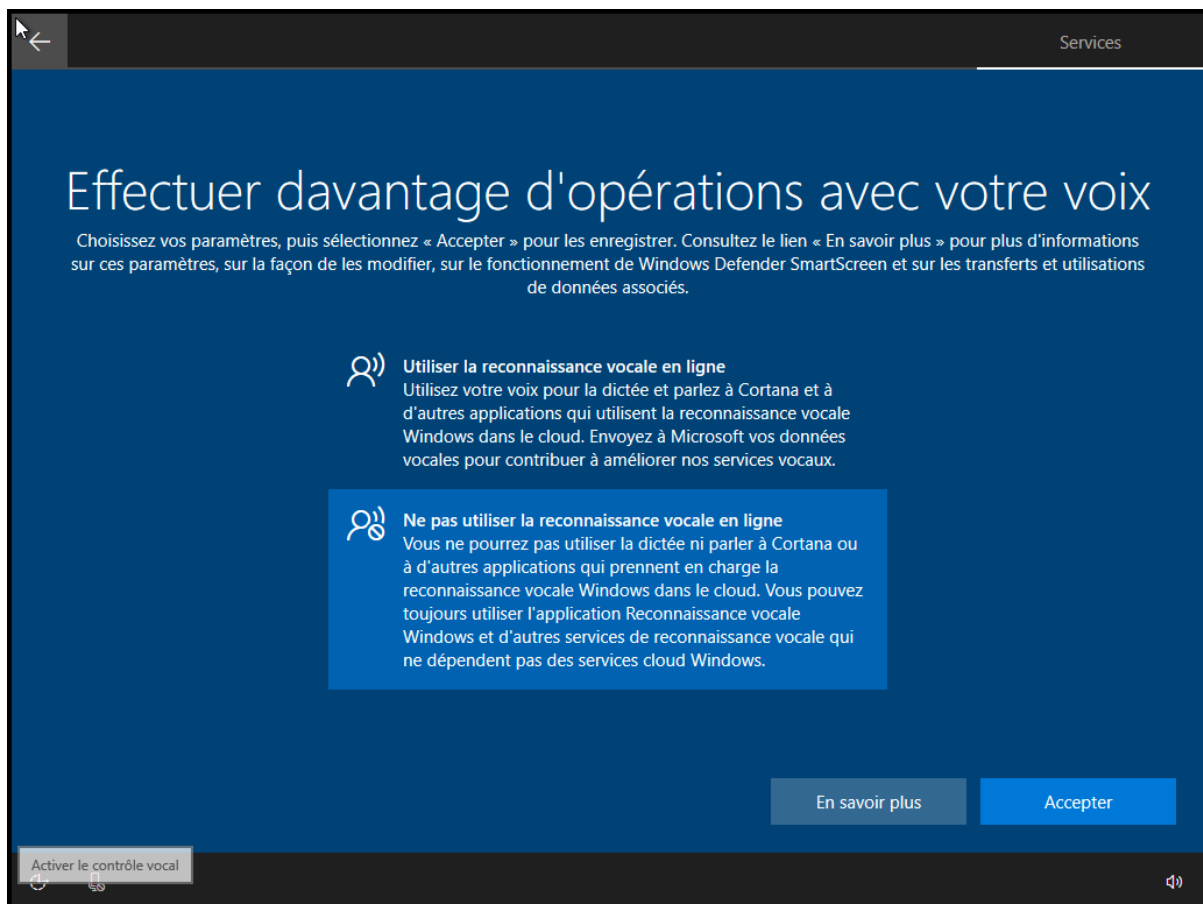 Services
Effectuer davantage d'opérations avec votre voix
Choisissez vos paramètres, puis sélectionnez « Accepter » pour les enregistrer. Consultez le lien « En savoir plus » pour plus d'informations
sur ces paramètres, sur la façon de les modifier, sur le fonctionnement de Windows Defender SmartScreen et sur les transferts et utilisations
de données associés.
Utiliser la reconnaissance vocale en ligne
Utilisez votre voix pour la dictée et parlez à Cortana et à
d'autres applications qui utilisent la reconnaissance vocale
Windows dans le cloud. Envoyez à Microsoft vos données
vocales pour contribuer à améliorer nos services vocaux.
Ne pas utiliser la reconnaissance vocale en ligne
Vous ne pourrez pas utiliser la dictée ni parler à Cortana ou
à d'autres applications qui prennent en charge la
reconnaissance vocale Windows dans le cloud. Vous pouvez
toujours utiliser l'application Reconnaissance vocale
Windows et d'autres services de reconnaissance vocale qui
ne dépendent pas des services cloud Windows.
En savoir plus
Accepter
Activer le contrôle vocal